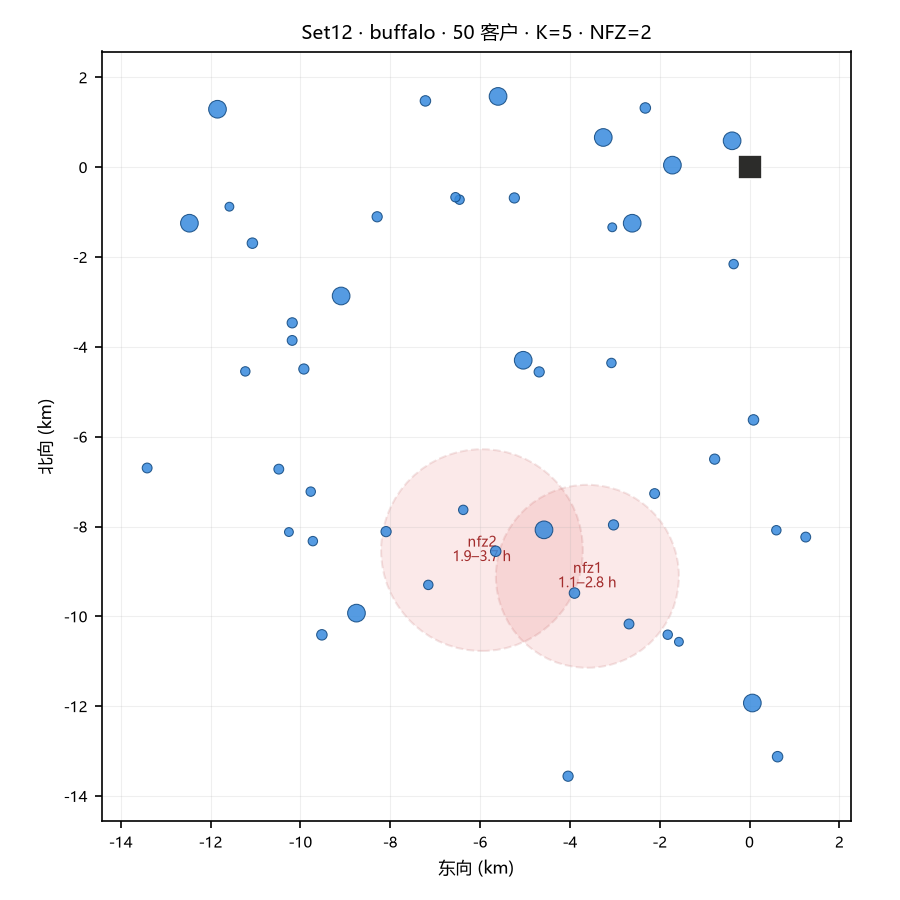 Set12 · buffalo · 50 客户 · K=5 · NFZ=2
2
0
-2
-4
-6
-8
-10
-12
-14
北向 (km)
nfz2
1.9–3.7 h
nfz1
1.1–2.8 h
-14
-12
-10
-8
-6
-4
-2
0
2
东向 (km)